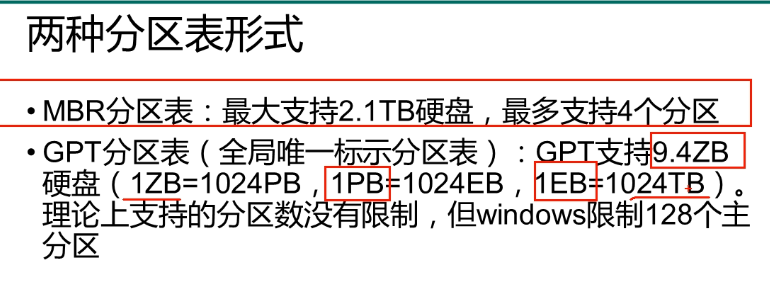 两种分区表形式
• MBR分区表：最大支持2.1TB硬盘，最多支持4个分区
• GPT分区表（全局唯一标示分区表）：GPT支持9.4ZB
硬盘（1ZB=1024PB，1PB=1024EB，1EB=1024TB）。
理论上支持的分区数没有限制，但windows限制128个主
分区